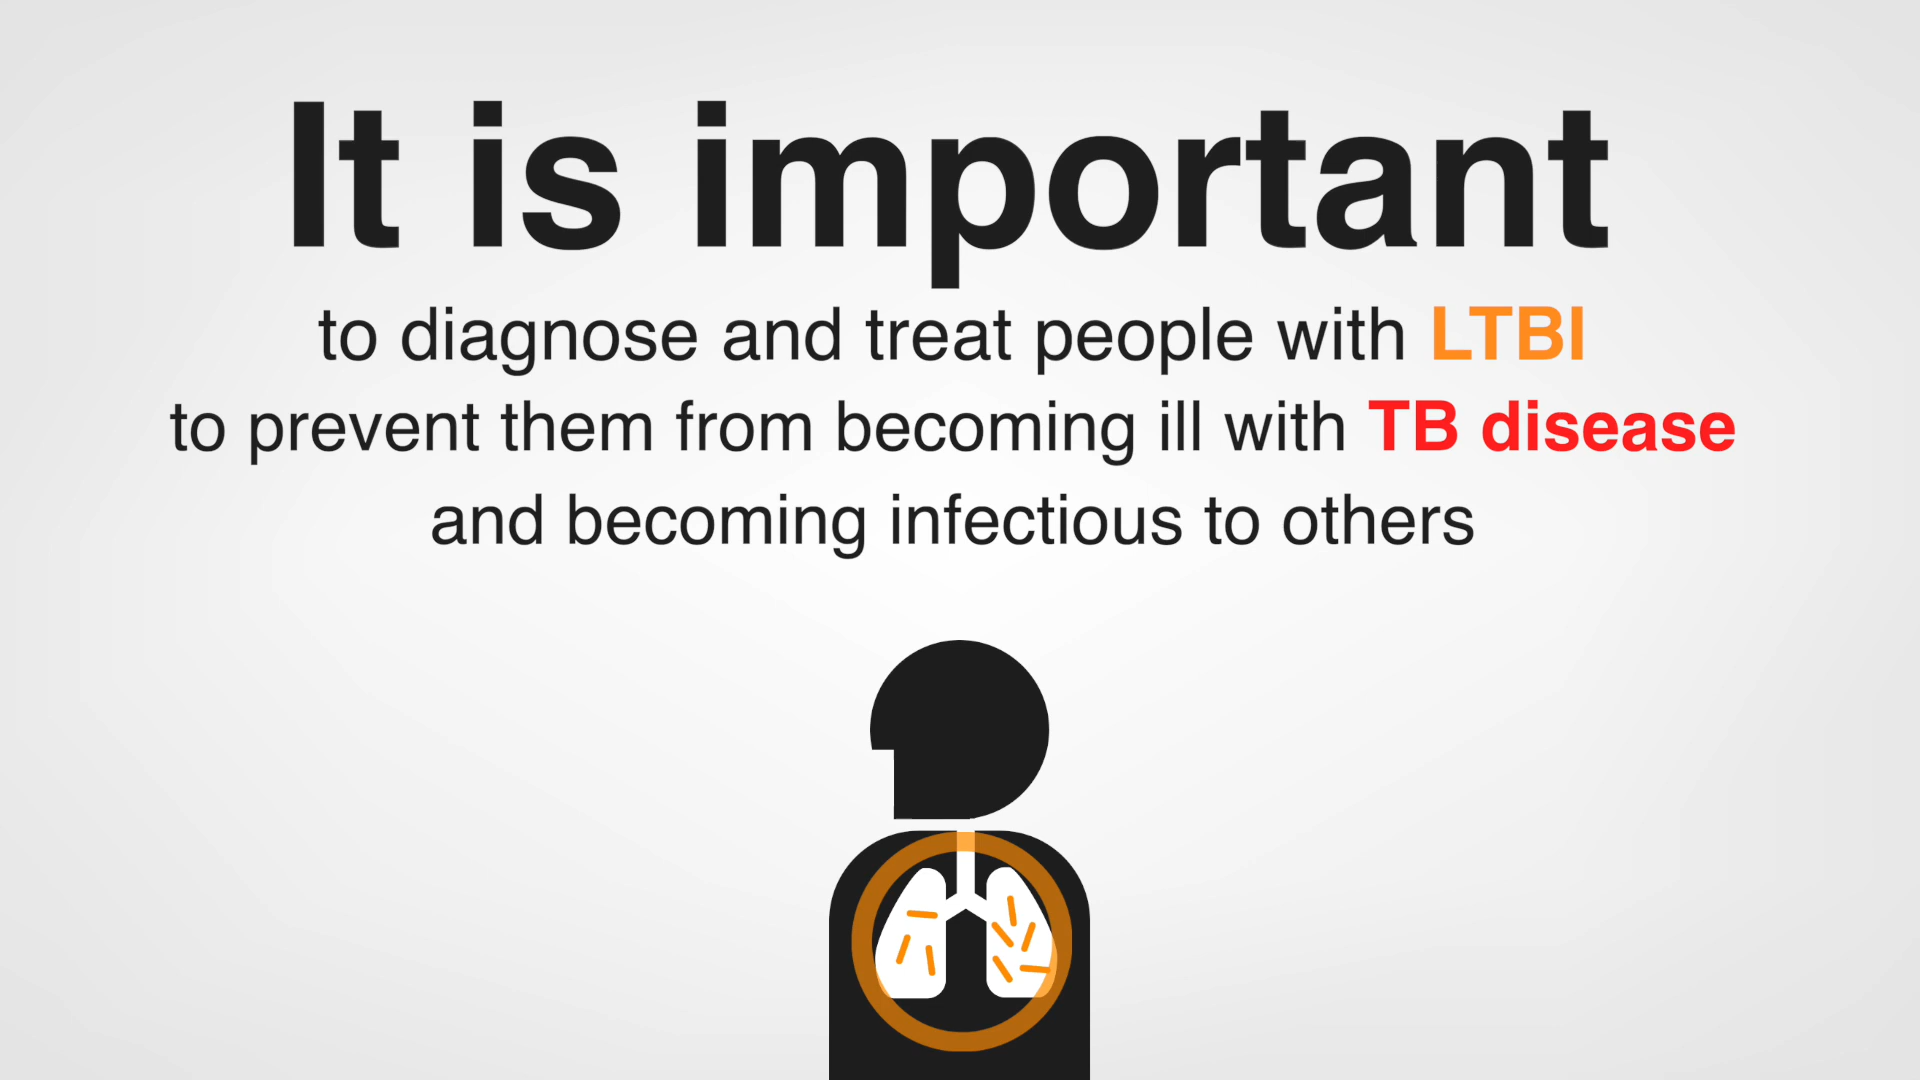 It is important
to diagnose and treat people with LTBI
to prevent them from becoming ill with TB disease
and becoming infectious to others